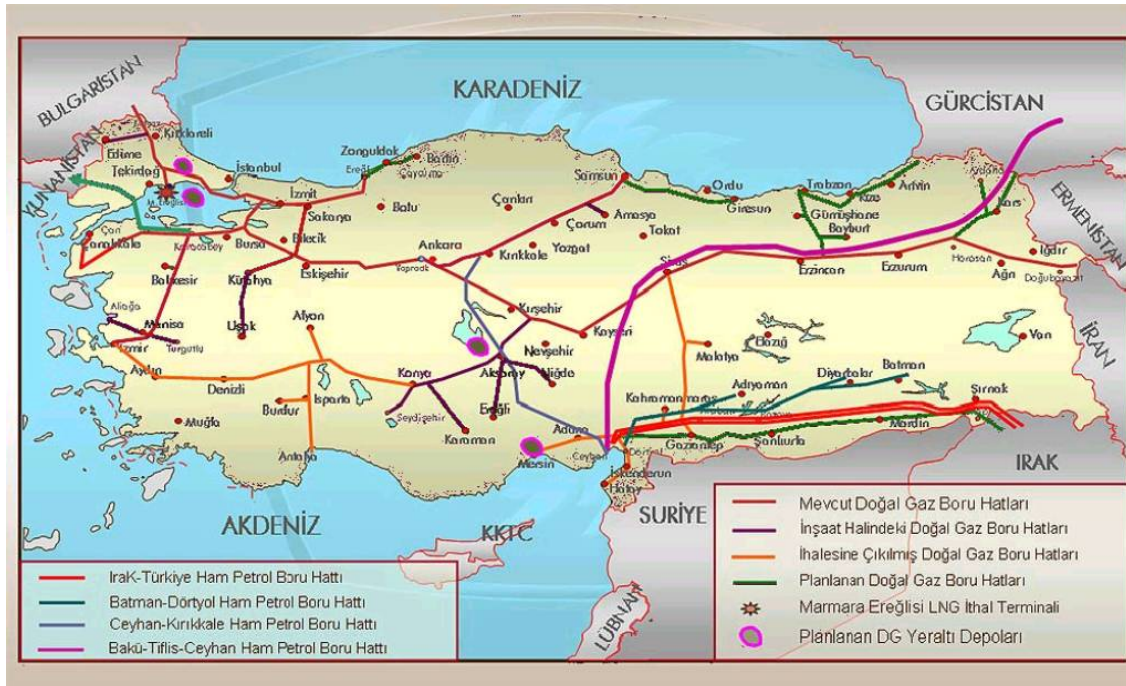 KARADENİZ
BULGARİSTAN
GÜRCİSTAN
YUNANİSTAN
ERMENİSTAN
İRAN
IRAK
SURİYE
LÜBNAN
KKTC
AKDENİZ
Kırklareli
Edirne
Tekirdağ
İstanbul
İzmit
Sakarya
Zonguldak
Ereğli
Bartın
Bolu
Çankırı
Samsun
Ordu
Giresun
Trabzon
Rize
Artvin
Kars
Gümüşhane
Bayburt
Amasya
Çorum
Tokat
Yozgat
Kırıkkale
Ankara
Çan
Çanakkale
Karacabey
Bursa
Bilecik
Eskişehir
Balıkesir
Kütahya
Sivas
Erzincan
Erzurum
Horasan
Iğdır
Ağrı
Doğubayazıt
Aliağa
Manisa
Turgutlu
İzmir
Uşak
Afyon
Kırşehir
Kayseri
Nevşehir
Aksaray
Niğde
Malatya
Elazığ
Van
Aydın
Denizli
Isparta
Burdur
Muğla
Antalya
Konya
Seydişehir
Ereğli
Karaman
Mersin
Adana
Ceyhan
Dörtyol
İskenderun
Hatay
Kahramanmaraş
Gaziantep
Adıyaman
Diyarbakır
Batman
Şırnak
Mardin
Şanlıurfa
IraK-Türkiye Ham Petrol Boru Hattı
Batman-Dörtyol Ham Petrol Boru Hattı
Ceyhan-Kırıkkale Ham Petrol Boru Hattı
Bakü-Tiflis-Ceyhan Ham Petrol Boru Hattı
Mevcut Doğal Gaz Boru Hatları
İnşaat Halindeki Doğal Gaz Boru Hatları
İhalesine Çıkılmış Doğal Gaz Boru Hatları
Planlanan Doğal Gaz Boru Hatları
Marmara Ereğlisi LNG İthal Terminali
Planlanan DG Yeraltı Depoları